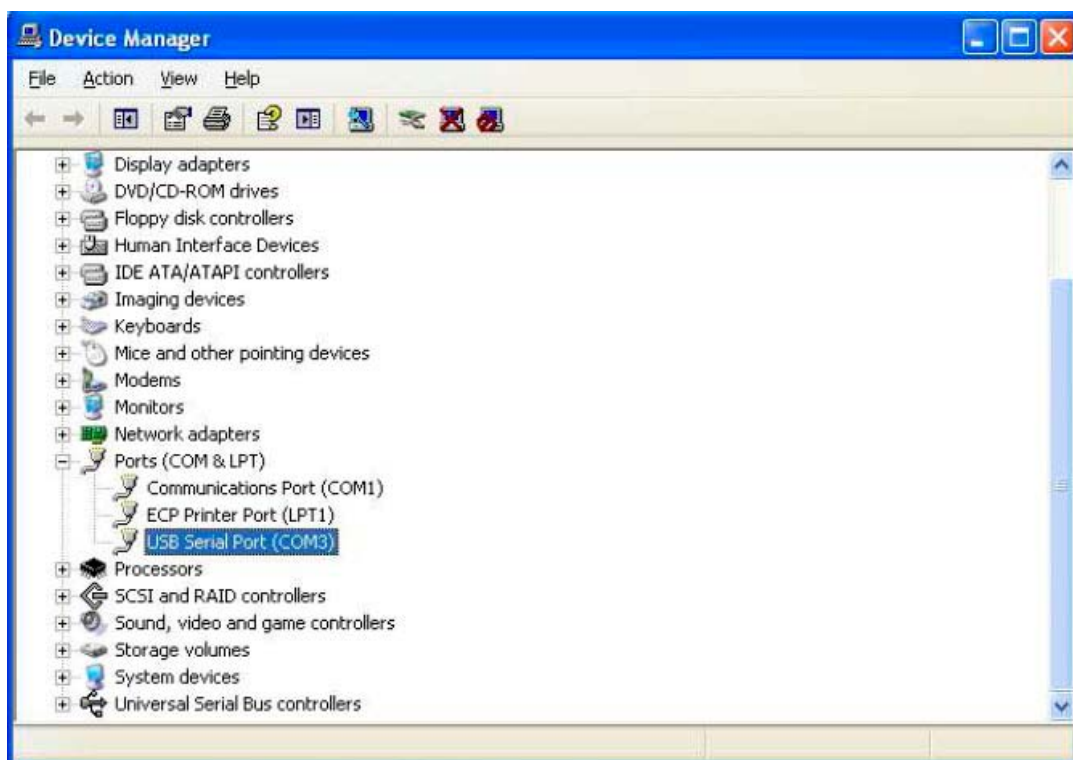 Device Manager
File Action View Help
Display adapters
DVD/CD-ROM drives
Floppy disk controllers
Human Interface Devices
IDE ATA/ATAPI controllers
Imaging devices
Keyboards
Mice and other pointing devices
Modems
Monitors
Network adapters
Ports (COM & LPT)
Communications Port (COM1)
ECP Printer Port (LPT1)
USB Serial Port (COM3)
Processors
SCSI and RAID controllers
Sound, video and game controllers
Storage volumes
System devices
Universal Serial Bus controllers